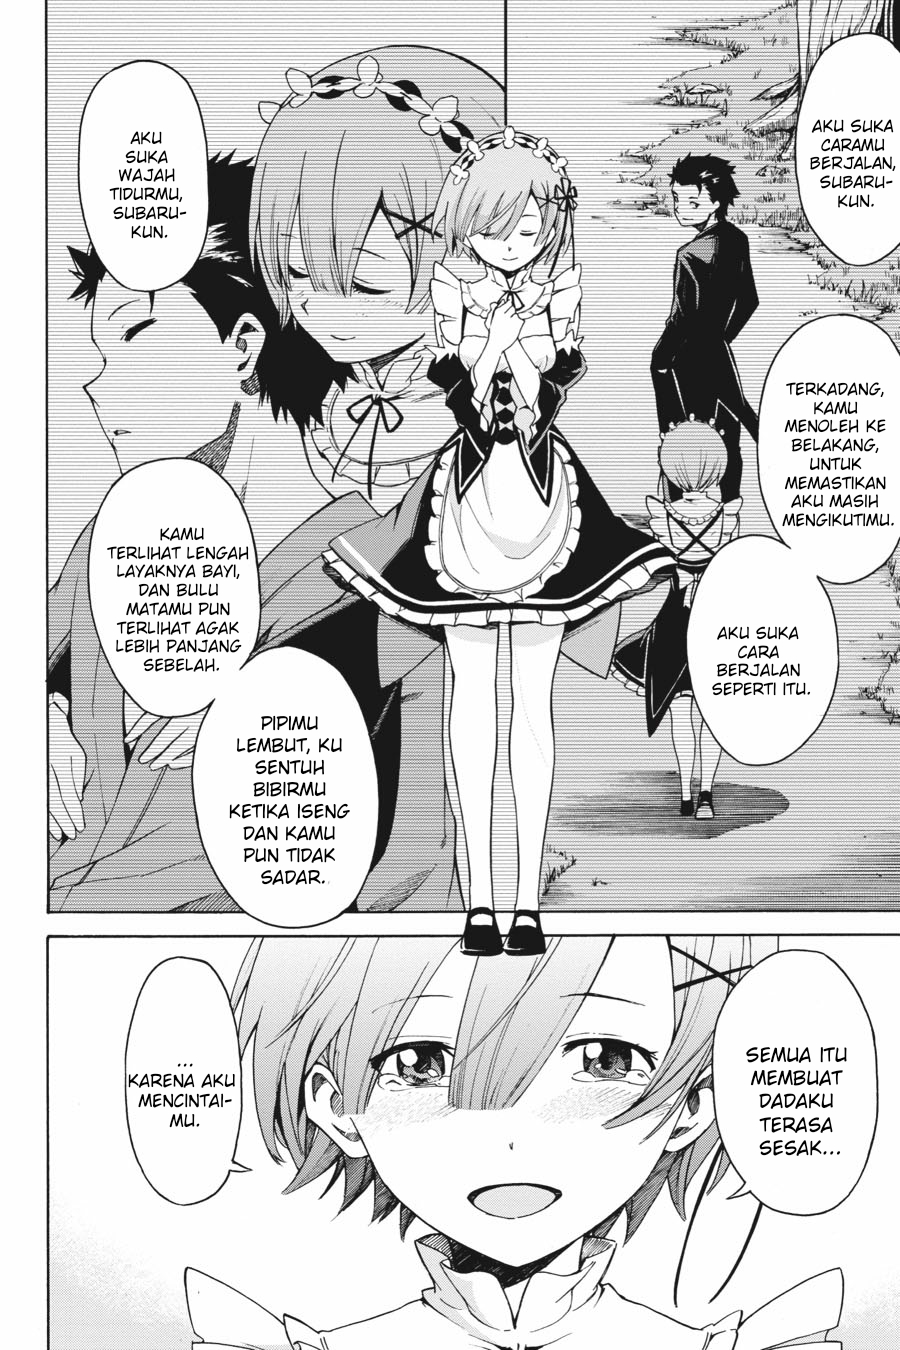 AKU SUKA
CARAMU
BERJALAN,
SUBARU-
KUN.
TERKADANG,
KAMU
MENOLEH KE
BELAKANG,
UNTUK
MEMASTIKAN
AKU MASIH
MENGIKUTIMU.
AKU SUKA
CARA
BERJALAN
SEPERTI ITU.
AKU
SUKA
WAJAH
TIDURMU,
SUBARU-
KUN.
KAMU
TERLIHAT LENGAH
LAYAKNYA BAYI,
DAN BULU
MATAMU PUN
TERLIHAT AGAK
LEBIH PANJANG
SEBELAH.
PIPIMU
LEMBUT, KU
SENTUH
BIBIRMU
KETIKA ISENG
DAN KAMU
PUN TIDAK
SADAR.
SEMUA ITU
MEMBUAT
DADAKU
TERASA
SESAK...
...
KARENA AKU
MENCINTAI-
MU.